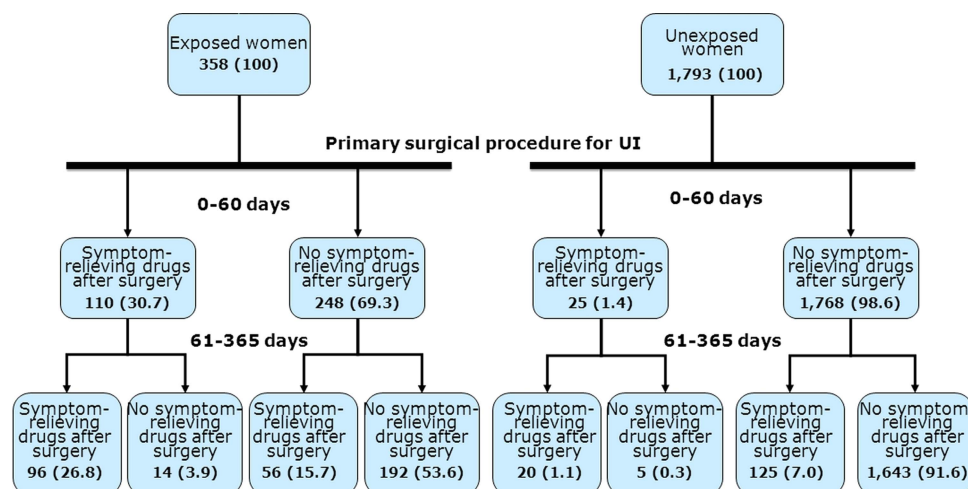 Exposed women
358 (100)
Unexposed
women
1,793 (100)
Primary surgical procedure for UI
0-60 days
0-60 days
Symptom-
relieving drugs
after surgery
110 (30.7)
No symptom-
relieving drugs
after surgery
248 (69.3)
Symptom-
relieving drugs
after surgery
25 (1.4)
No symptom-
relieving drugs
after surgery
1,768 (98.6)
61-365 days
61-365 days
Symptom-
relieving
drugs after
surgery
96 (26.8)
No symptom-
relieving
drugs after
surgery
14 (3.9)
Symptom-
relieving
drugs after
surgery
56 (15.7)
No symptom-
relieving
drugs after
surgery
192 (53.6)
Symptom-
relieving
drugs after
surgery
20 (1.1)
No symptom-
relieving
drugs after
surgery
5 (0.3)
Symptom-
relieving
drugs after
surgery
125 (7.0)
No symptom-
relieving
drugs after
surgery
1,643 (91.6)